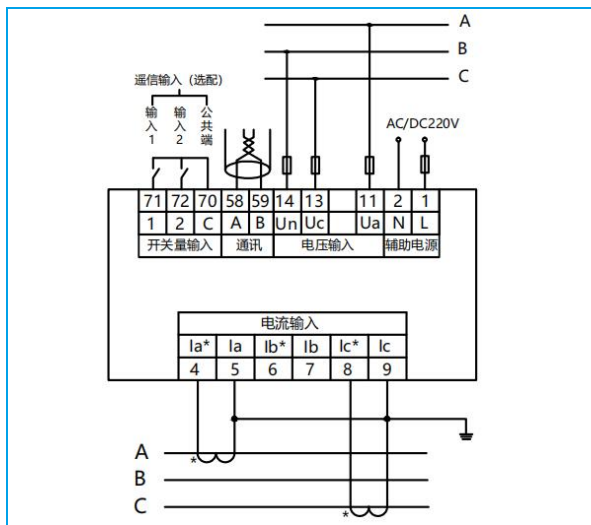 A
B
C
遥信输入（选配）
输入1
输入2
公共端
AC/DC220V
71 72 70 58 59 14 13 11 2 1
1 2 C A B Un Uc Ua N L
开关量输入 通讯 电压输入 辅助电源
电流输入
Ia* Ia Ib* Ib Ic* Ic
4 5 6 7 8 9
A
*
B
C
*